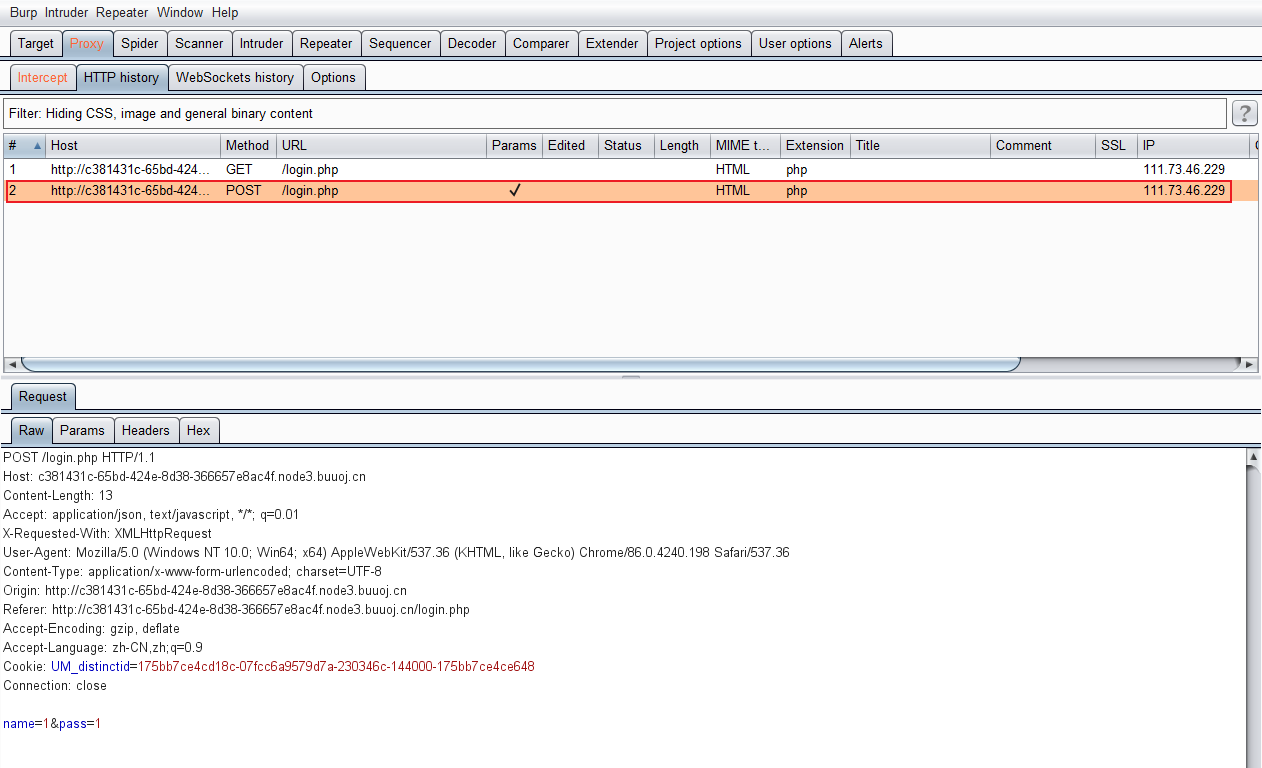 Burp Intruder Repeater Window Help
Target Proxy Spider Scanner Intruder Repeater Sequencer Decoder Comparer Extender Project options User options Alerts
Intercept HTTP history WebSockets history Options
Filter: Hiding CSS, image and general binary content ?
# Host Method URL Params Edited Status Length MIME t... Extension Title Comment SSL IP
1 http://c381431c-65bd-424... GET /login.php HTML php 111.73.46.229
2 http://c381431c-65bd-424... POST /login.php ✓ HTML php 111.73.46.229
Request
Raw Params Headers Hex
POST /login.php HTTP/1.1
Host: c381431c-65bd-424e-8d38-366657e8ac4f.node3.buuoj.cn
Content-Length: 13
Accept: application/json, text/javascript, */*; q=0.01
X-Requested-With: XMLHttpRequest
User-Agent: Mozilla/5.0 (Windows NT 10.0; Win64; x64) AppleWebKit/537.36 (KHTML, like Gecko) Chrome/86.0.4240.198 Safari/537.36
Content-Type: application/x-www-form-urlencoded; charset=UTF-8
Origin: http://c381431c-65bd-424e-8d38-366657e8ac4f.node3.buuoj.cn
Referer: http://c381431c-65bd-424e-8d38-366657e8ac4f.node3.buuoj.cn/login.php
Accept-Encoding: gzip, deflate
Accept-Language: zh-CN,zh;q=0.9
Cookie: UM_distinctid=175bb7ce4cd18c-07fcc6a9579d7a-230346c-144000-175bb7ce4ce648
Connection: close
name=1&pass=1